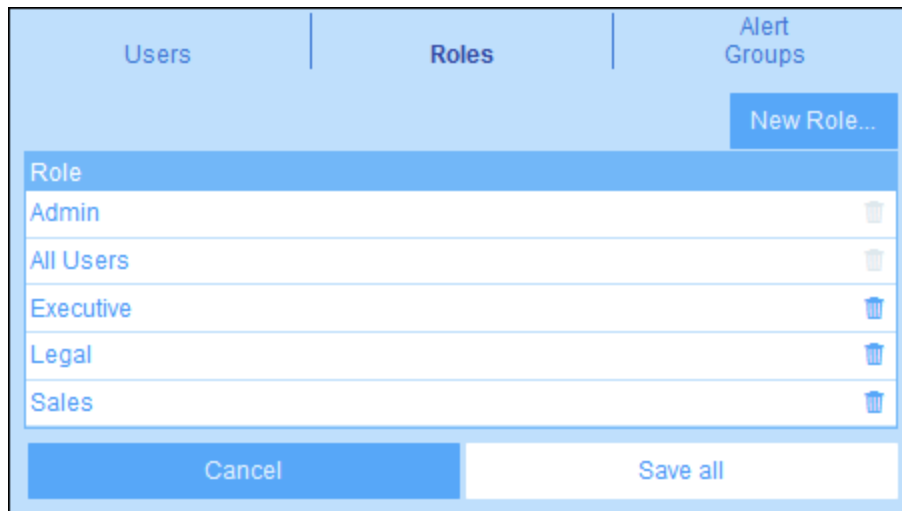 Users
Roles
Alert
Groups
New Role...
Role
Admin
All Users
Executive
Legal
Sales
Cancel
Save all